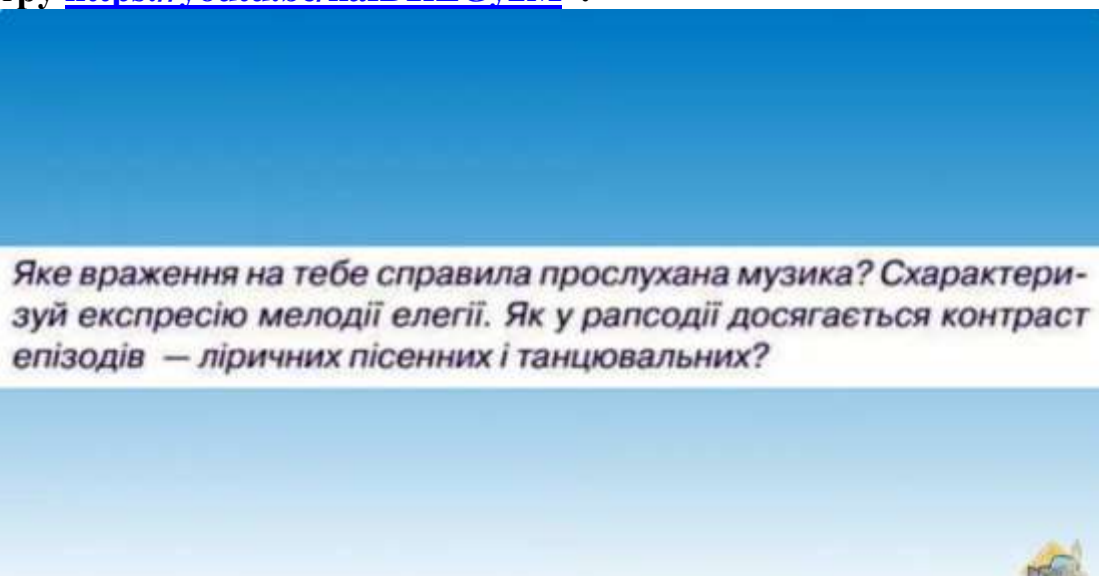 Яке враження на тебе справила прослухана музика? Схарактери-
зуй експресію мелодії елегії. Як у рапсодії досягається контраст
епізодів — ліричних пісенних і танцювальних?